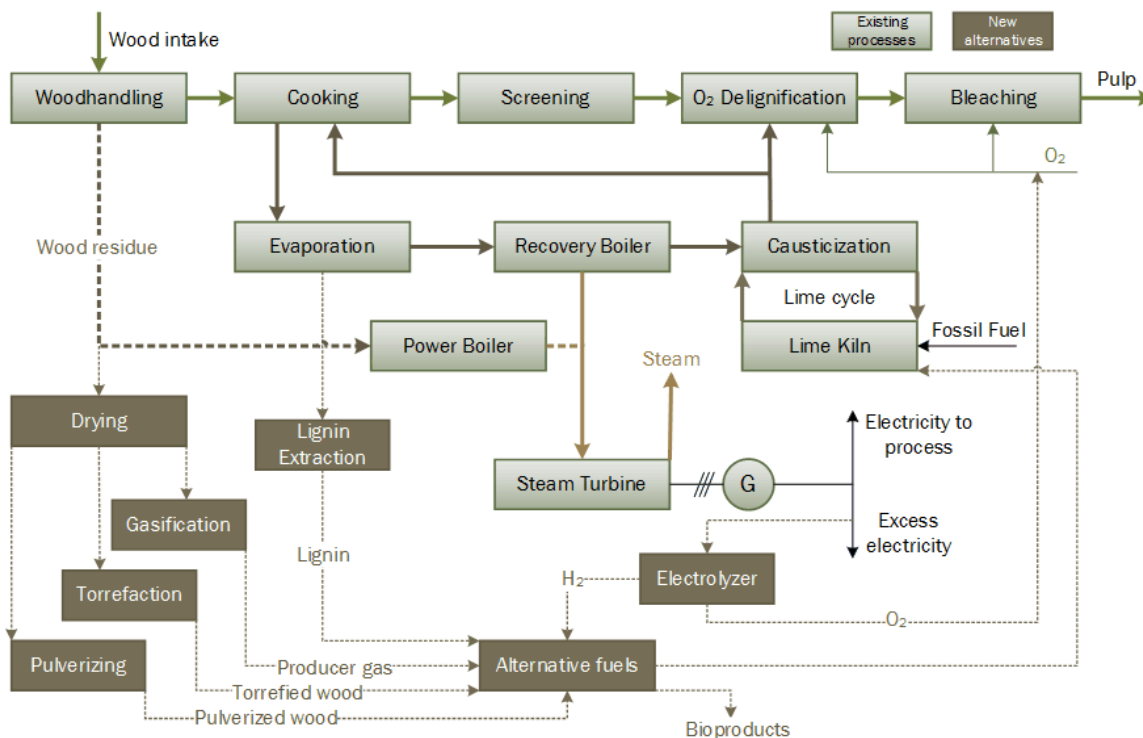 Wood intake
Existing
processes
New
alternatives
Woodhandling
Cooking
Screening
O₂ Delignification
Bleaching
Pulp
O₂
Wood residue
Evaporation
Recovery Boiler
Causticization
Lime cycle
Power Boiler
Lime Kiln
Fossil Fuel
Steam
Drying
Lignin
Extraction
Electricity to
process
Steam Turbine
G
Gasification
Excess
electricity
Lignin
Torrefaction
H₂
Electrolyzer
O₂
Pulverizing
Producer gas
Alternative fuels
Torrefied wood
Pulverized wood
Bioproducts